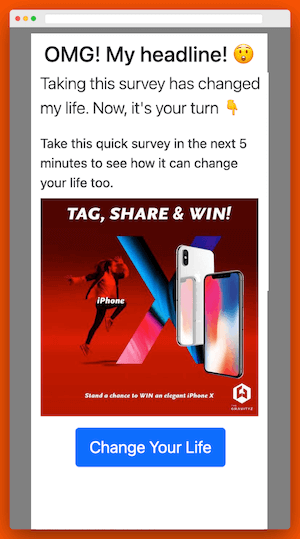 OMG! My headline! 😲
Taking this survey has changed
my life. Now, it's your turn 👇
Take this quick survey in the next 5
minutes to see how it can change
your life too.
TAG, SHARE & WIN!
iPhone
X
Stand a chance to WIN an elegant iPhone X
GRAVITYZ
Change Your Life